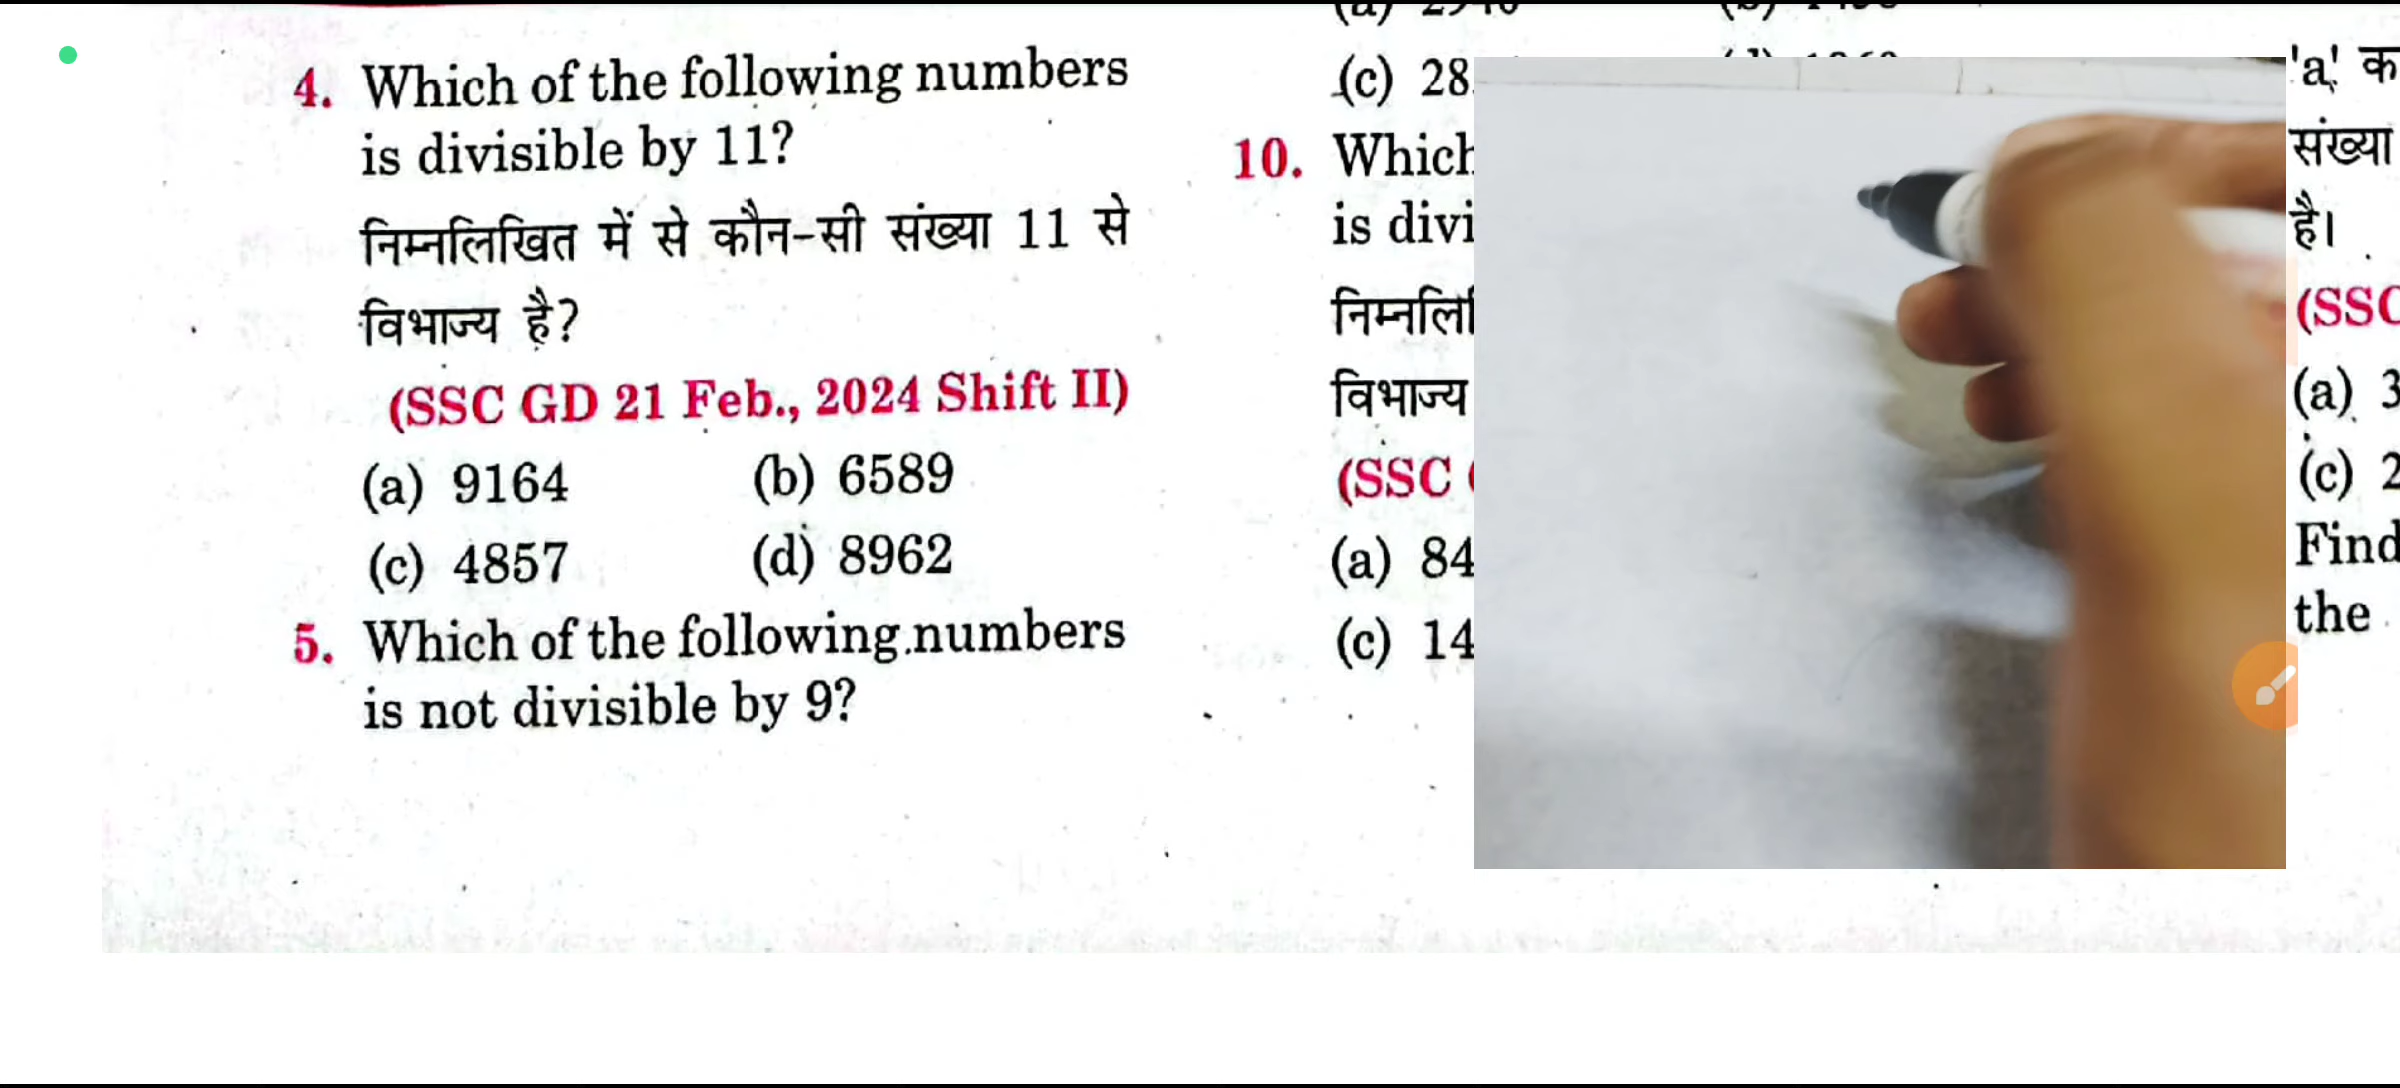 4. Which of the following numbers
is divisible by 11?
निम्नलिखित में से कौन-सी संख्या 11 से
विभाज्य है?
(SSC GD 21 Feb., 2024 Shift II)
(a) 9164 (b) 6589
(c) 4857 (d) 8962
5. Which of the following numbers
is not divisible by 9?
(c) 28
10. Which
is divi
निम्नलि
विभाज्य
(SSC
(a) 84
(c) 14
'a' क
संख्या
है।
(SSC
(a) 3
(c) 2
Find
the